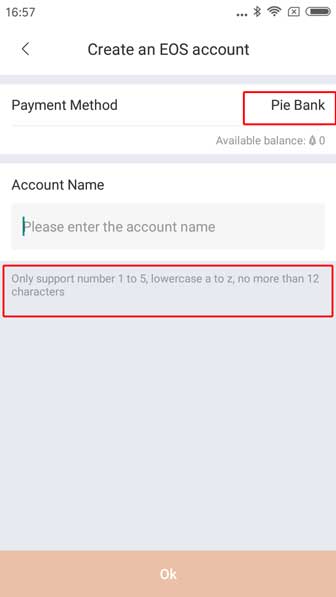 16:57
Create an EOS account
Payment Method
Pie Bank
Available balance: 0
Account Name
Please enter the account name
Only support number 1 to 5, lowercase a to z, no more than 12
characters
Ok